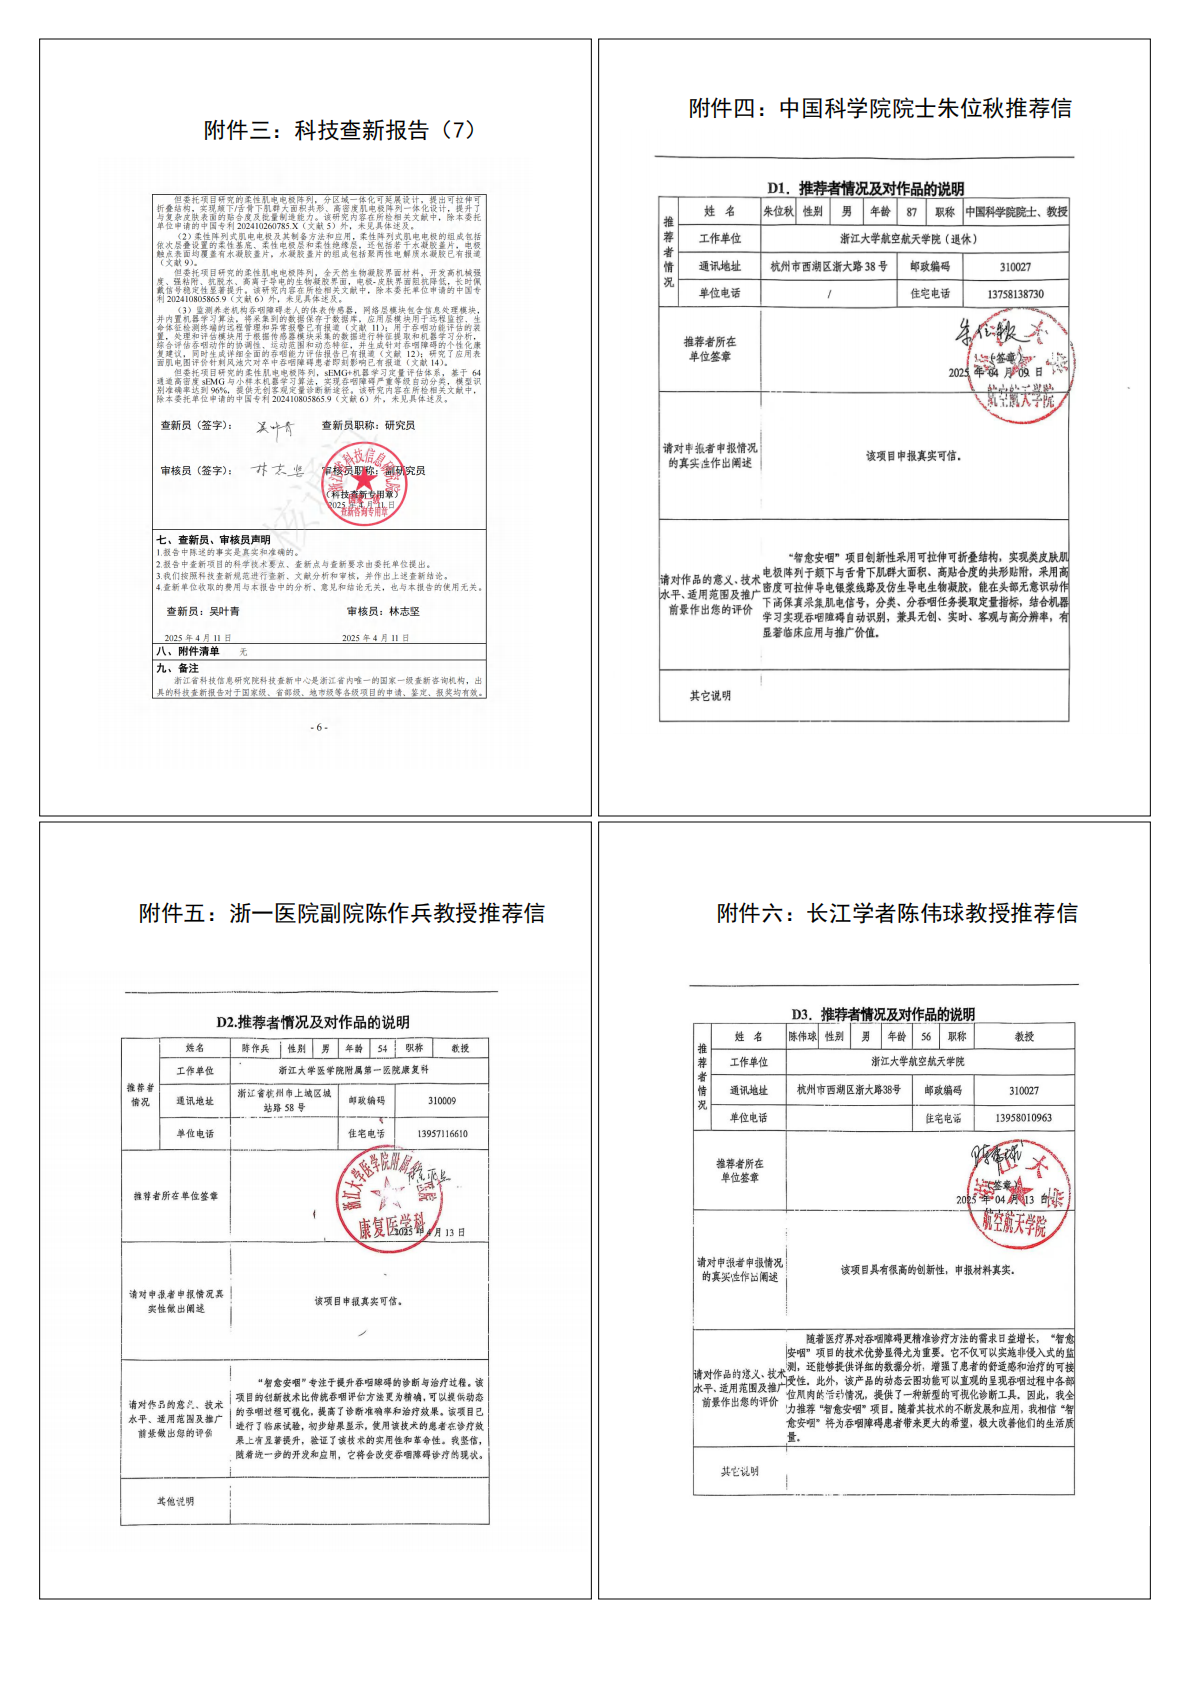 附件三：科技查新报告（7）
但委托项目研究的柔性肌电电极阵列，分区域一体化可延展设计，提出可拉伸可
折叠结构，实现颏下/舌骨下肌群大面积共形、高密度肌电极阵列一体化设计，提升了
与复杂皮肤表面的贴合度及批量制造能力。该研究内容在所检相关文献中，除本委托
单位申请的中国专利 202410260785.X（文献 5）外，未见具体述及。
（2）柔性阵列式肌电电极及其制备方法和应用，柔性阵列式肌电电极的组成包括
依次层叠设置的柔性基底、柔性电极层和柔性绝缘层，还包括若干水凝胶盖片，电极
触点表面均覆盖有水凝胶盖片，水凝胶盖片的组成包括聚两性电解质水凝胶已有报道
（文献 9）。
但委托项目研究的柔性肌电电极阵列，全天然生物凝胶界面材料，开发高机械强
度、强粘附、抗脱水、高离子导电的生物凝胶界面，电极-皮肤界面阻抗降低，长时佩
戴信号稳定性显著提升。该研究内容在所检相关文献中，除本委托单位申请的中国专
利 202410805865.9（文献 6）外，未见具体述及。
（3）监测养老机构吞咽障碍老人的体表传感器，网络层模块包含信息处理模块，
并内置机器学习算法，将采集到的数据保存于数据库，应用层模块用于远程监控、生
命体征检测终端的远程管理和异常报警已有报道（文献 11）；用于吞咽功能评估的装
置，处理和评估模块用于根据传感器模块采集的数据进行特征提取和机器学习分析，
综合评估吞咽动作的协调性、运动范围和动态特征，并生成针对吞咽障碍的个性化康
复建议，同时生成详细全面的吞咽能力评估报告已有报道（文献 12）；研究了应用表
面肌电图评价针刺风池穴对卒中吞咽障碍患者即刻影响已有报道（文献 14）。
但委托项目研究的柔性肌电电极阵列，sEMG+机器学习定量评估体系，基于 64
通道高密度 sEMG 与小样本机器学习算法，实现吞咽障碍严重等级自动分类，模型识
别准确率达到 96%，提供无创客观定量诊断新途径。该研究内容在所检相关文献中，
除本委托单位申请的中国专利 202410805865.9（文献 6）外，未见具体述及。
查新员（签字）： 吴叶青 查新员职称：研究员
审核员（签字）： 林志坚 审核员职称：副研究员
（科技查新专用章）
2025 年 4 月 11 日
查新咨询专用章
七、查新员、审核员声明
1.报告中陈述的事实是真实和准确的。
2.报告中查新项目的科学技术要点、查新点与查新要求由委托单位提出。
3.我们按照科技查新规范进行查新、文献分析和审核，并作出上述查新结论。
4.查新单位收取的费用与本报告中的分析、意见和结论无关，也与本报告的使用无关。
查新员：吴叶青 审核员：林志坚
2025 年 4 月 11 日 2025 年 4 月 11 日
八、附件清单 无
九、备注
浙江省科技信息研究院科技查新中心是浙江省内唯一的国家一级查新咨询机构，出
具的科技查新报告对于国家级、省部级、地市级等各级项目的申请、鉴定、报奖均有效。
- 6 -
附件四：中国科学院院士朱位秋推荐信
D1．推荐者情况及对作品的说明
推荐者情况
姓 名 朱位秋 性别 男 年龄 87 职称 中国科学院院士、教授
工作单位 浙江大学航空航天学院（退休）
通讯地址 杭州市西湖区浙大路 38 号 邮政编码 310027
单位电话 / 住宅电话 13758138730
推荐者所在
单位签章
朱位秋
（签章）
2025 年 04 月 09 日
航空航天学院
请对申报者申报情况
的真实性作出阐述
该项目申报真实可信。
请对作品的意义、技术
水平、适用范围及推广
前景作出您的评价
“智愈安咽”项目创新性采用可拉伸可折叠结构，实现类皮肤肌
电极阵列于颏下与舌骨下肌群大面积、高贴合度的共形贴附，采用高
密度可拉伸导电银浆线路及仿生导电生物凝胶，能在头部无意识动作
下高保真采集肌电信号，分类、分吞咽任务提取定量指标，结合机器
学习实现吞咽障碍自动识别，兼具无创、实时、客观与高分辨率，有
显著临床应用与推广价值。
其它说明
附件五：浙一医院副院陈作兵教授推荐信
D2.推荐者情况及对作品的说明
推荐者
情况
姓名 陈作兵 性别 男 年龄 54 职称 教授
工作单位 浙江大学医学院附属第一医院康复科
通讯地址 浙江省杭州市上城区城
站路 58 号 邮政编码 310009
单位电话 住宅电话 13957116610
推荐者所在单位签章
康复医学科
2025 年 4 月 13 日
请对申报者申报情况真
实性做出阐述
该项目申报真实可信。
请对作品的意义、技术
水平、适用范围及推广
前景做出您的评价
“智愈安咽”专注于提升吞咽障碍的诊断与治疗过程。该
项目的创新技术比传统吞咽评估方法更为精确，可以提供动态
的吞咽过程可视化，提高了诊断准确率和治疗效果。该项目已
进行了临床试验，初步结果显示，使用该技术的患者在诊疗效
果上有显著提升，验证了该技术的实用性和革命性。我坚信，
随着进一步的开发和应用，它将会改变吞咽障碍诊疗的现状。
其他说明
附件六：长江学者陈伟球教授推荐信
D3．推荐者情况及对作品的说明
推荐者情况
姓 名 陈伟球 性别 男 年龄 56 职称 教授
工作单位 浙江大学航空航天学院
通讯地址 杭州市西湖区浙大路38号 邮政编码 310027
单位电话 住宅电话 13958010963
推荐者所在
单位签章
陈伟球
（签章）
2025 年 04 月 13 日
航空航天学院
请对申报者申报情况
的真实性作出阐述
该项目具有很高的创新性，申报材料真实。
请对作品的意义、技术
水平、适用范围及推广
前景作出您的评价
随着医疗界对吞咽障碍更精准诊疗方法的需求日益增长，“智愈
安咽”项目的技术优势显得尤为重要。它不仅可以实施非侵入式的监
测，还能够提供详细的数据分析，增强了患者的舒适感和治疗的可接
受性。此外，该产品的动态云图功能可以直观的呈现吞咽过程中各部
位肌肉的活动情况，提供了一种新型的可视化诊断工具。因此，我全
力推荐“智愈安咽”项目。随着其技术的不断发展和应用，我相信“智
愈安咽”将为吞咽障碍患者带来更大的希望，极大改善他们的生活质
量。
其它说明